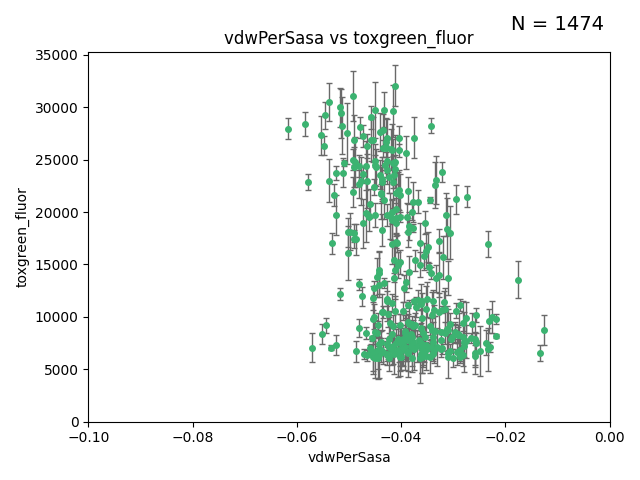 N = 1474
vdwPerSasa vs toxgreen_fluor
35000
30000
25000
20000
15000
10000
5000
0
toxgreen_fluor
−0.10 −0.08 −0.06 −0.04 −0.02 0.00
vdwPerSasa